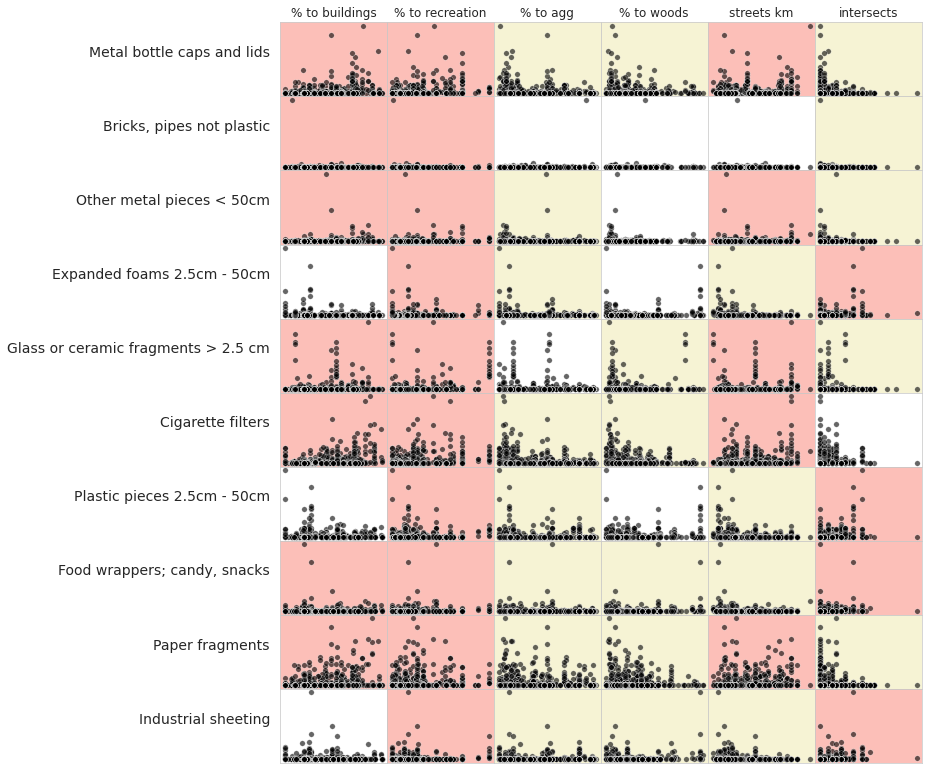 % to buildings % to recreation % to agg % to woods streets km intersects
Metal bottle caps and lids
Bricks, pipes not plastic
Other metal pieces < 50cm
Expanded foams 2.5cm - 50cm
Glass or ceramic fragments > 2.5 cm
Cigarette filters
Plastic pieces 2.5cm - 50cm
Food wrappers; candy, snacks
Paper fragments
Industrial sheeting